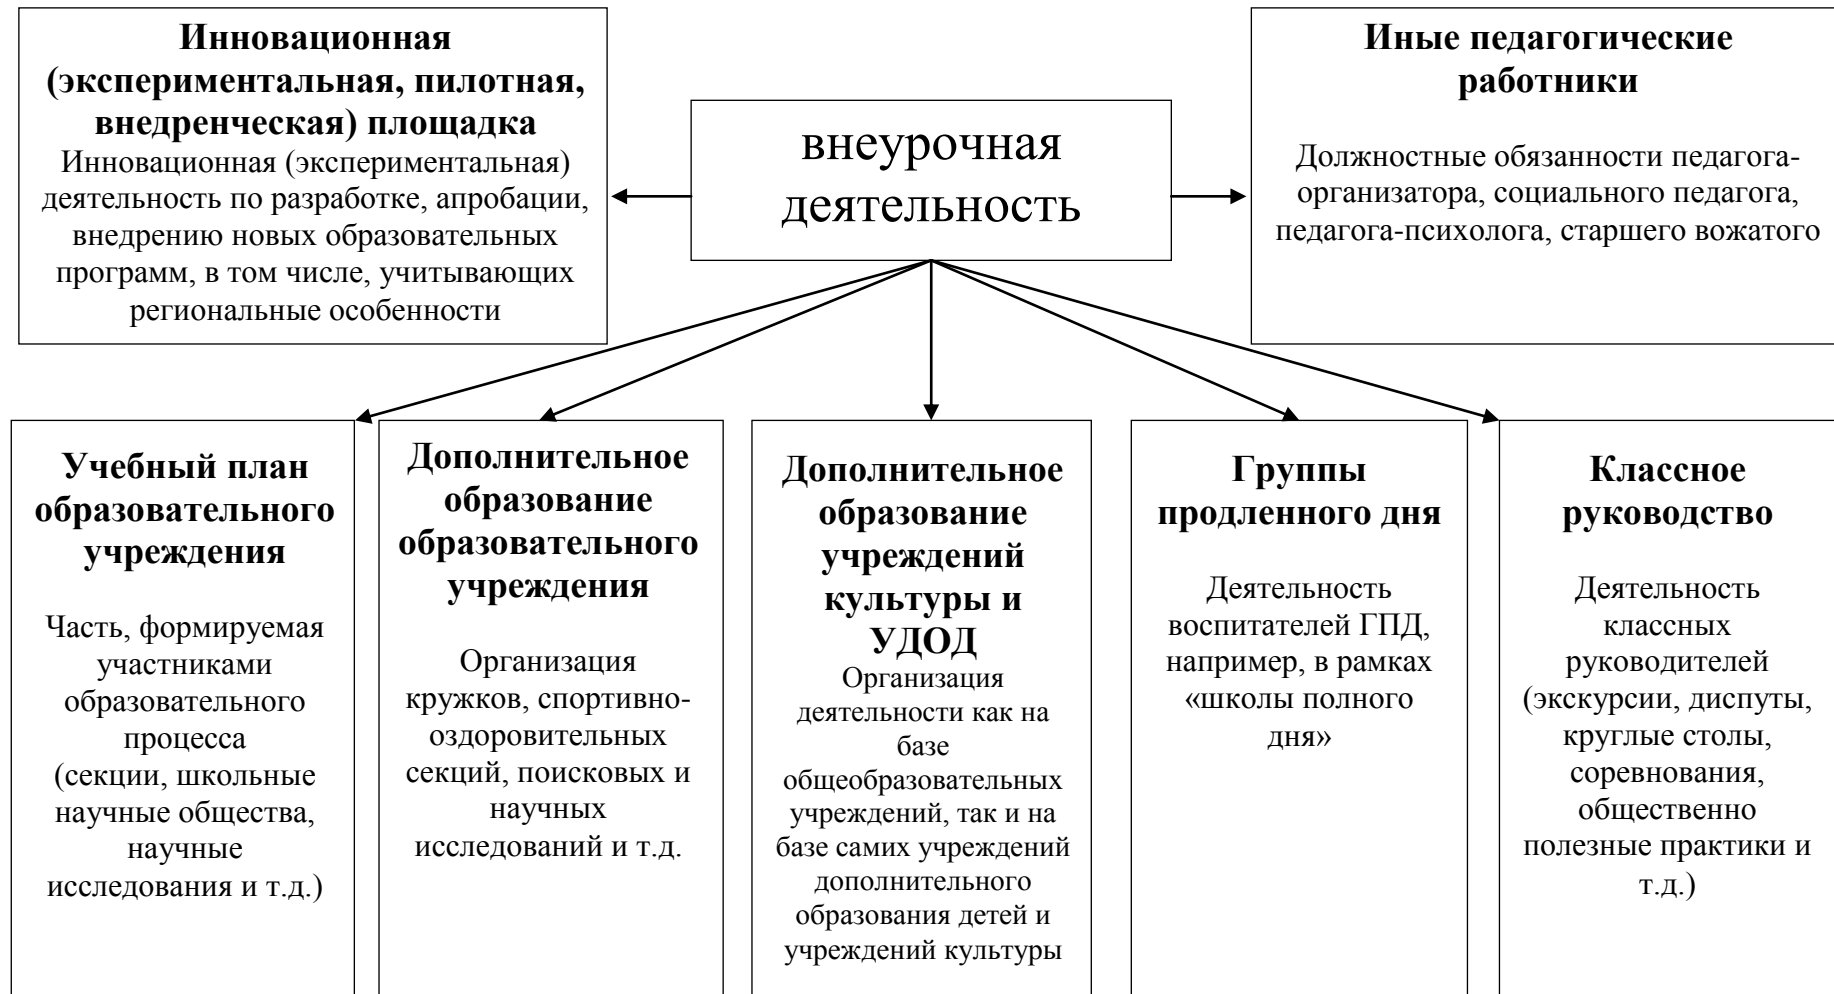 Инновационная
(экспериментальная, пилотная,
внедренческая) площадка
Инновационная (экспериментальная)
деятельность по разработке, апробации,
внедрению новых образовательных
программ, в том числе, учитывающих
региональные особенности
внеурочная
деятельность
Иные педагогические
работники
Должностные обязанности педагога-
организатора, социального педагога,
педагога-психолога, старшего вожатого
Учебный план
образовательного
учреждения
Часть, формируемая
участниками
образовательного
процесса
(секции, школьные
научные общества,
научные
исследования и т.д.)
Дополнительное
образование
образовательного
учреждения
Организация
кружков, спортивно-
оздоровительных
секций, поисковых и
научных
исследований и т.д.
Дополнительное
образование
учреждений
культуры и
УДОД
Организация
деятельности как на
базе
общеобразовательных
учреждений, так и на
базе самих учреждений
дополнительного
образования детей и
учреждений культуры
Группы
продленного дня
Деятельность
воспитателей ГПД,
например, в рамках
«школы полного
дня»
Классное
руководство
Деятельность
классных
руководителей
(экскурсии, диспуты,
круглые столы,
соревнования,
общественно
полезные практики и
т.д.)